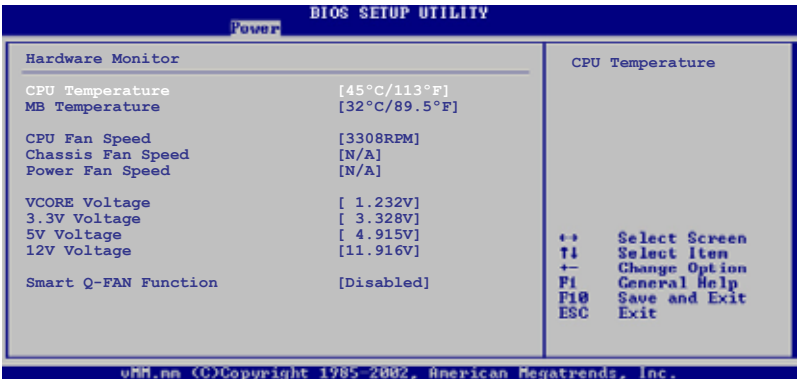 BIOS SETUP UTILITY
Power
Hardware Monitor
CPU Temperature [45°C/113°F]
MB Temperature [32°C/89.5°F]
CPU Fan Speed [3308RPM]
Chassis Fan Speed [N/A]
Power Fan Speed [N/A]
VCORE Voltage [ 1.232V]
3.3V Voltage [ 3.328V]
5V Voltage [ 4.915V]
12V Voltage [11.916V]
Smart Q-FAN Function [Disabled]
CPU Temperature
↔ Select Screen
↑↓ Select Item
+- Change Option
F1 General Help
F10 Save and Exit
ESC Exit
vMM.mm (C)Copyright 1985-2002, American Megatrends, Inc.